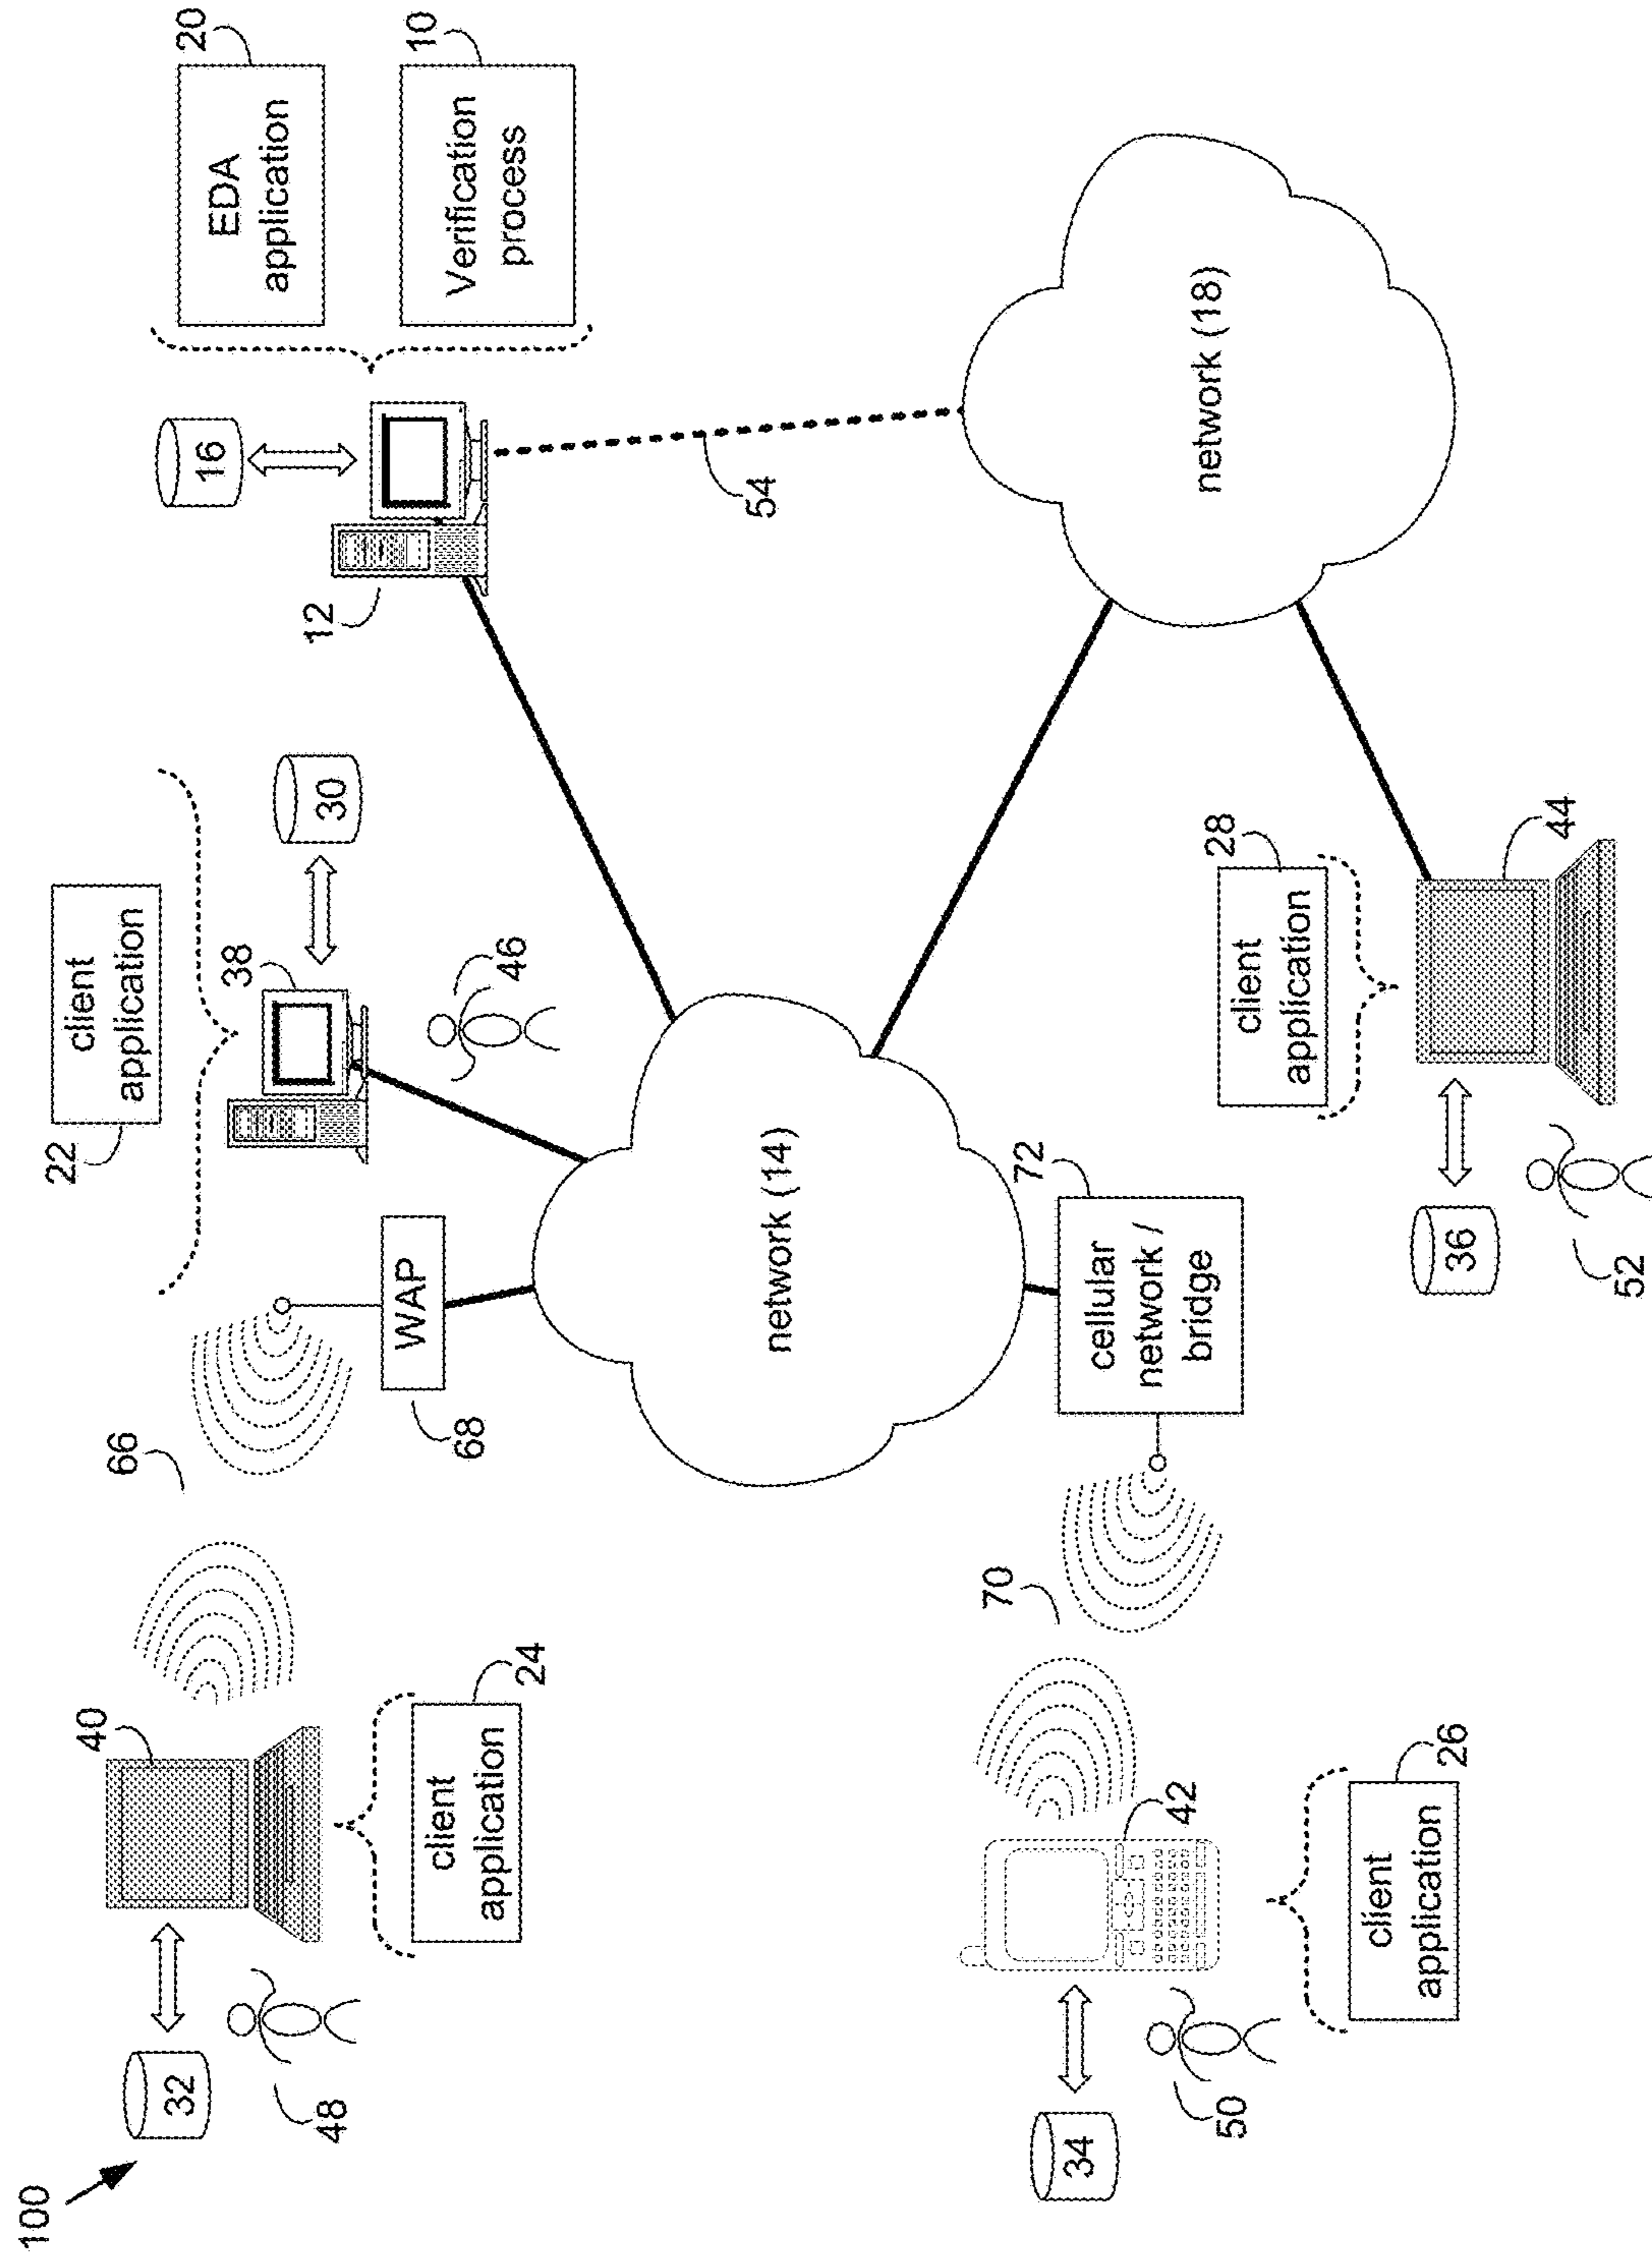 100
32
40
48
client
application
24
66
WAP
68
client
application
22
38
30
46
16
12
EDA
application
20
Verification
process
10
54
network (14)
network (18)
34
42
50
70
client
application
26
cellular
network /
bridge
72
client
application
28
44
36
52